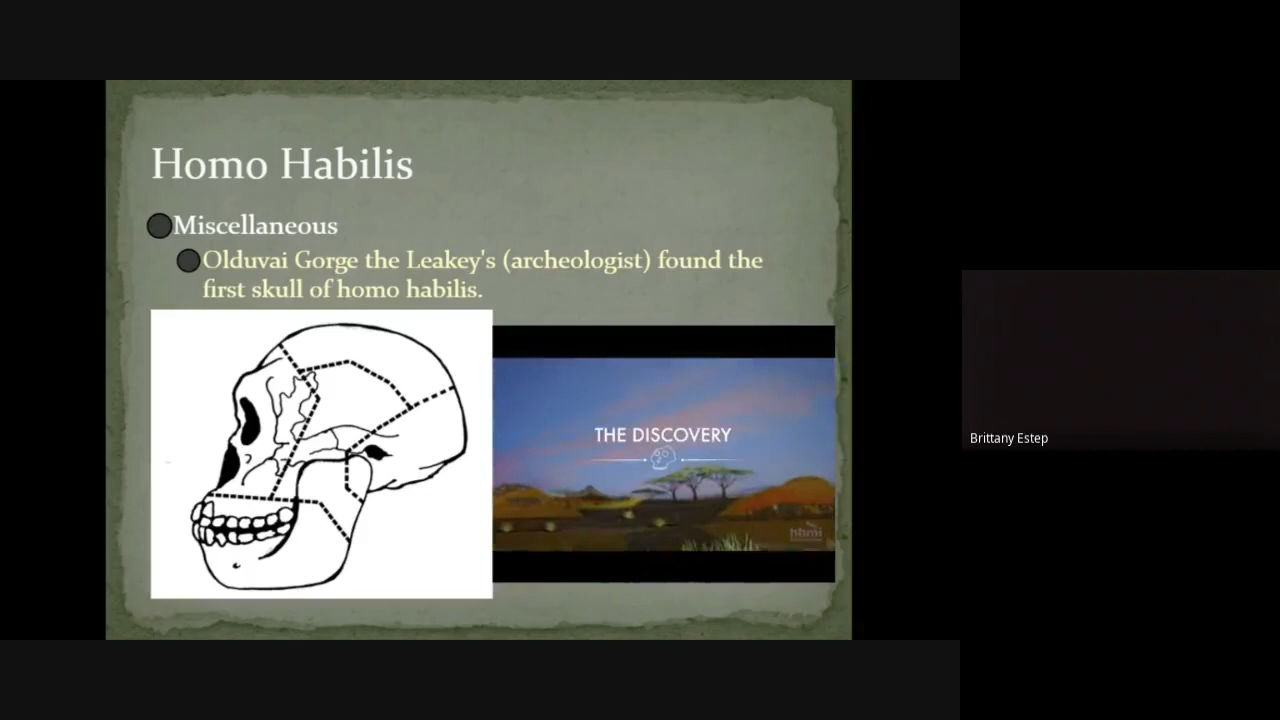 Homo Habilis
Miscellaneous
Olduvai Gorge the Leakey's (archeologist) found the
first skull of homo habilis.
THE DISCOVERY
hhmi
Brittany Estep